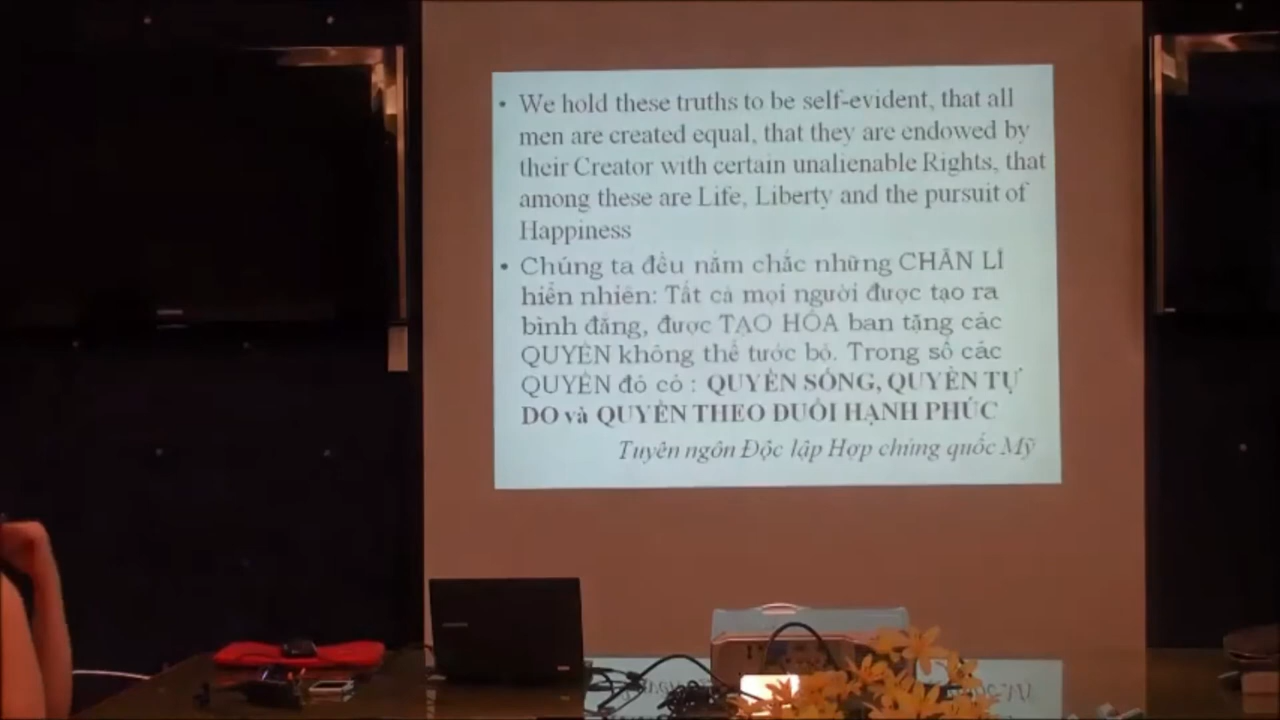 • We hold these truths to be self-evident, that all
men are created equal, that they are endowed by
their Creator with certain unalienable Rights, that
among these are Life, Liberty and the pursuit of
Happiness
• Chúng ta đều nắm chắc những CHÂN LÍ
hiển nhiên: Tất cả mọi người được tạo ra
bình đẳng, được TẠO HÓA ban tặng các
QUYỀN không thể tước bỏ. Trong số các
QUYỀN đó có : QUYỀN SỐNG, QUYỀN TỰ
DO và QUYỀN THEO ĐUỔI HẠNH PHÚC
Tuyên ngôn Độc lập Hợp chủng quốc Mỹ